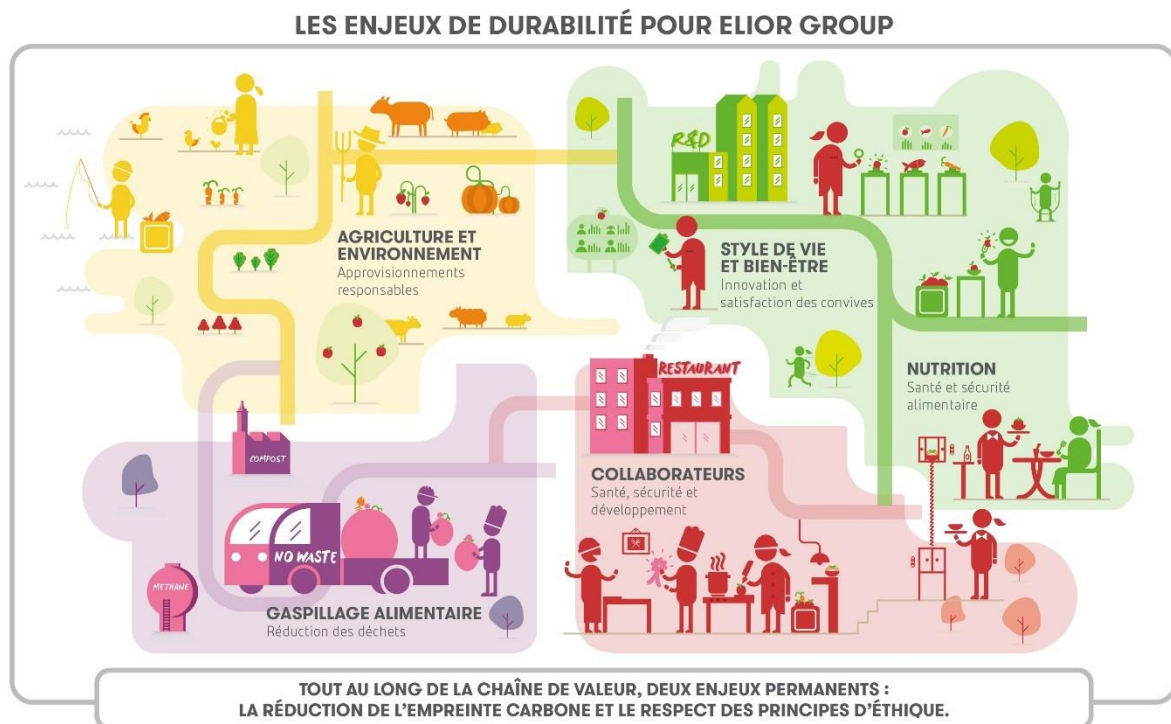 LES ENJEUX DE DURABILITÉ POUR ELIOR GROUP
R&D
AGRICULTURE ET
ENVIRONNEMENT
Approvisionnements
responsables
STYLE DE VIE
ET BIEN-ÊTRE
Innovation et
satisfaction des convives
RESTAURANT
NUTRITION
Santé et sécurité
alimentaire
COMPOST
COLLABORATEURS
Santé, sécurité et
développement
NO WASTE
METHANE
GASPILLAGE ALIMENTAIRE
Réduction des déchets
TOUT AU LONG DE LA CHAÎNE DE VALEUR, DEUX ENJEUX PERMANENTS :
LA RÉDUCTION DE L'EMPREINTE CARBONE ET LE RESPECT DES PRINCIPES D'ÉTHIQUE.